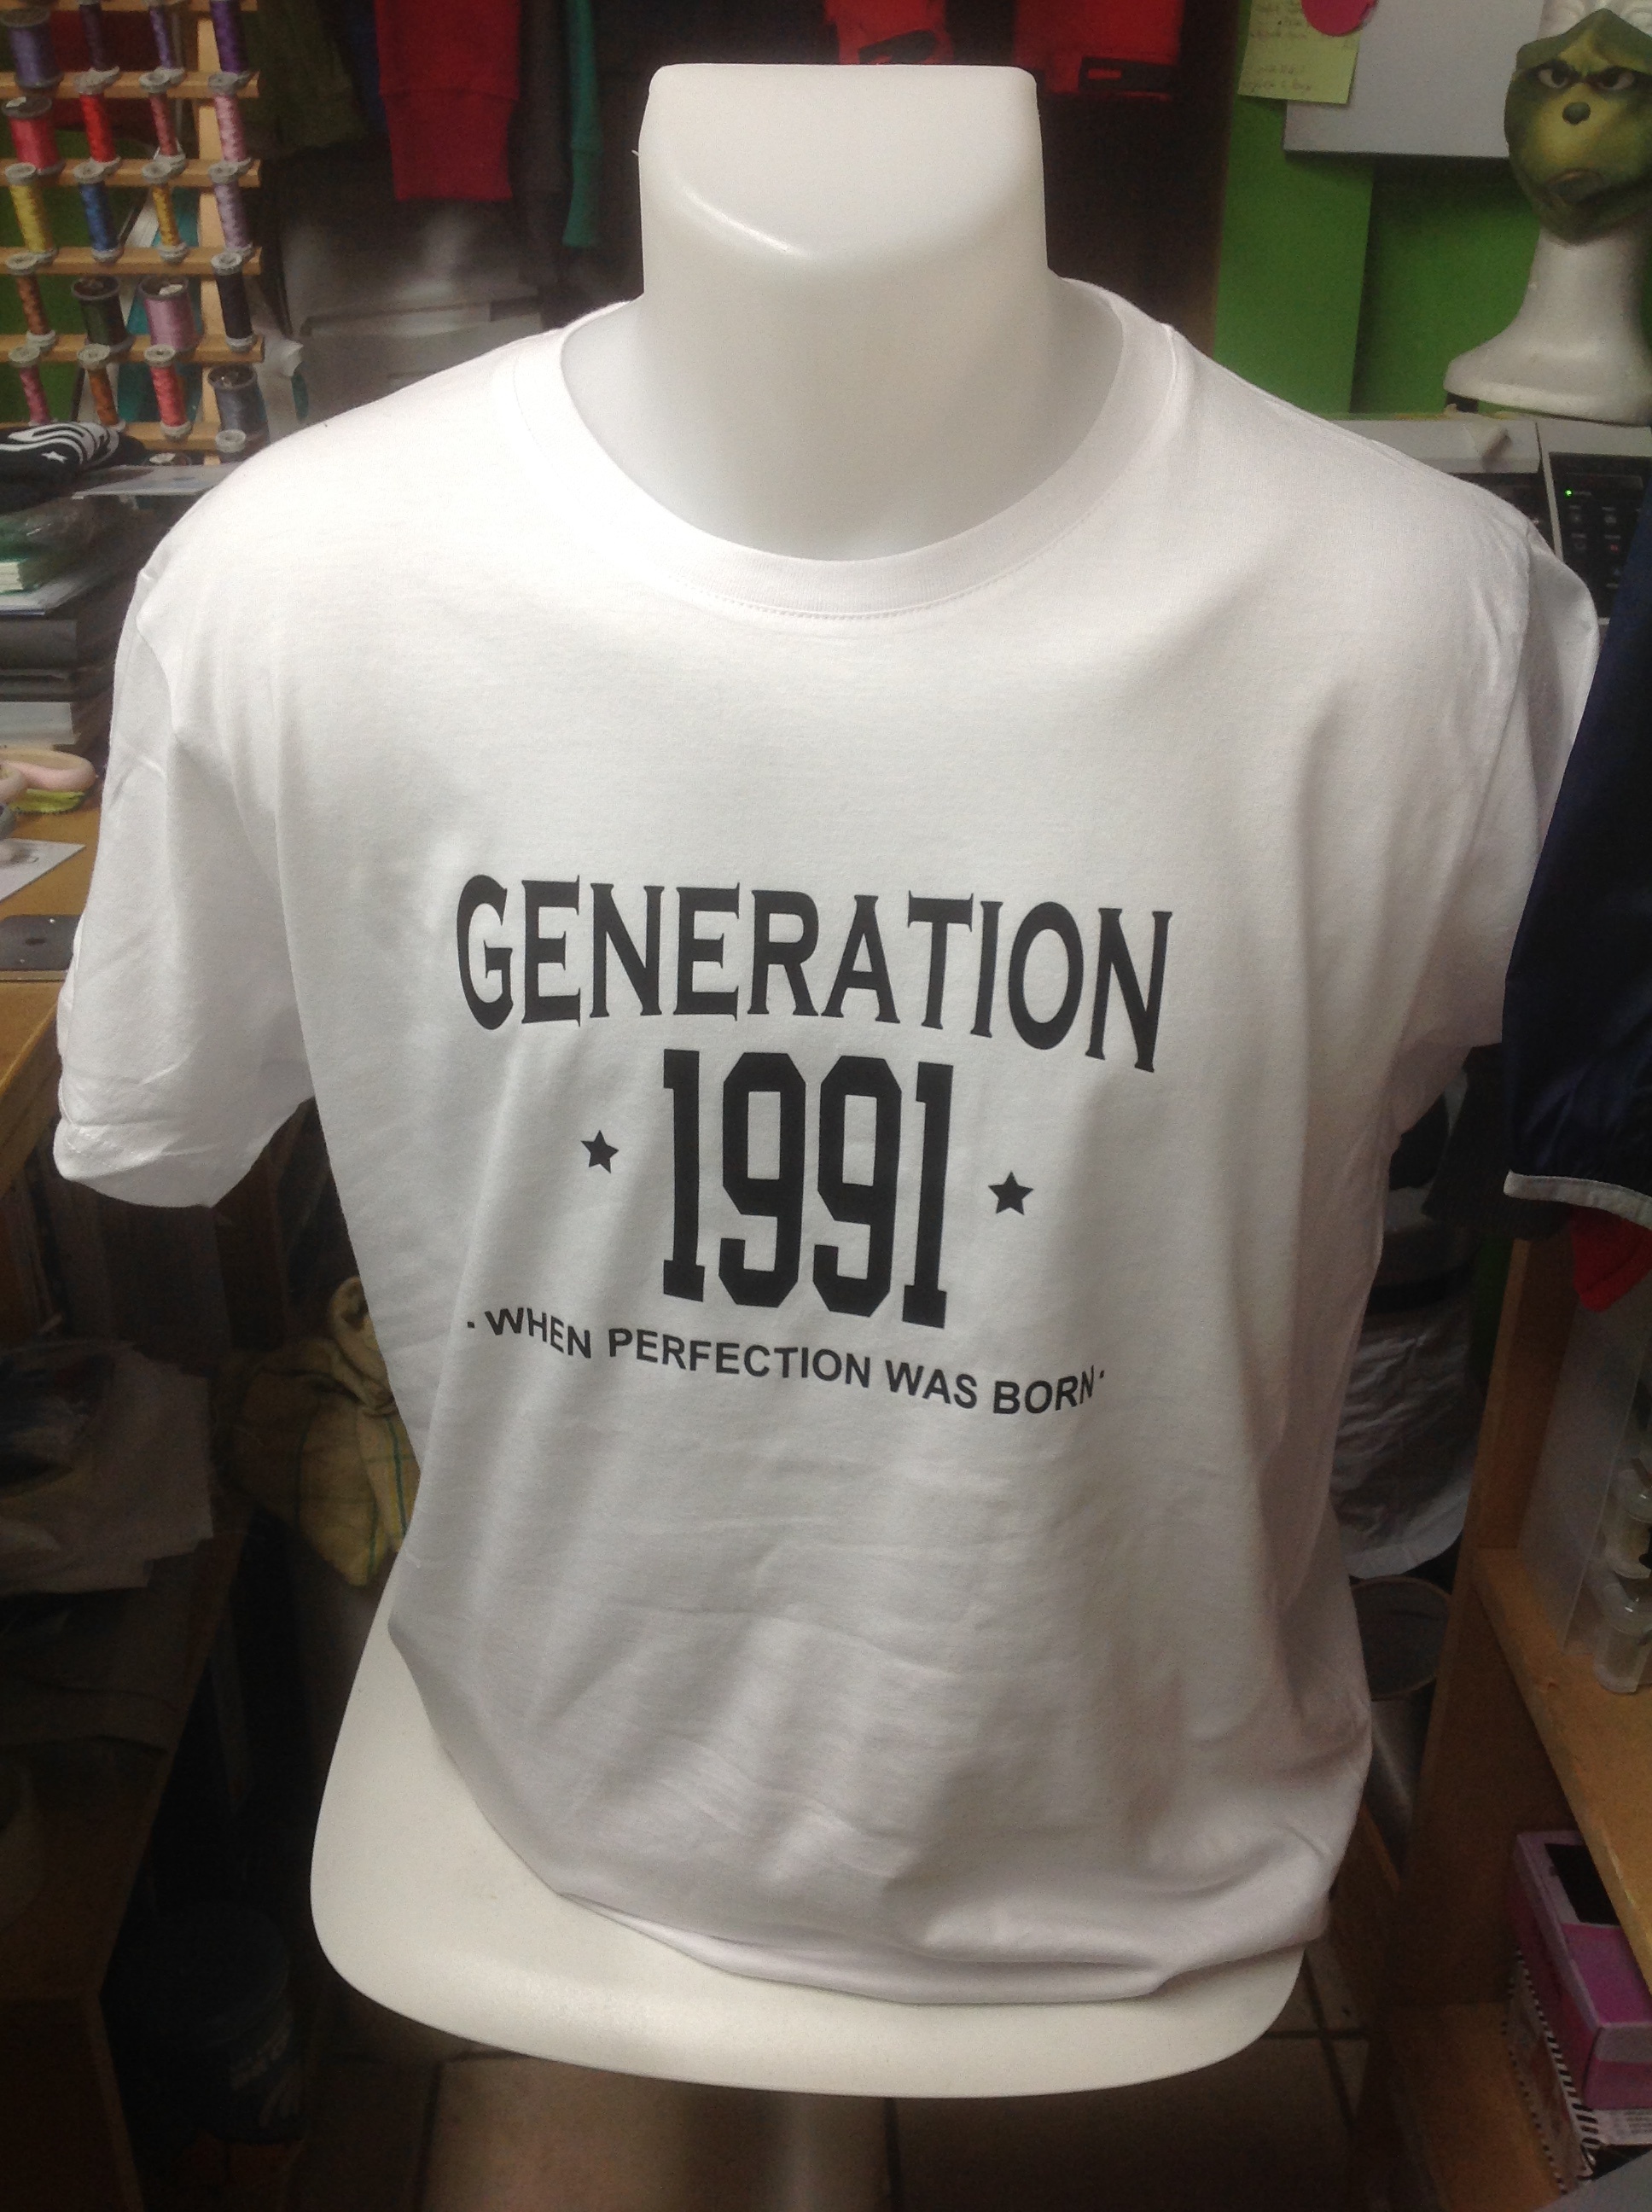 GENERATION
1991
. WHEN PERFECTION WAS BORN .